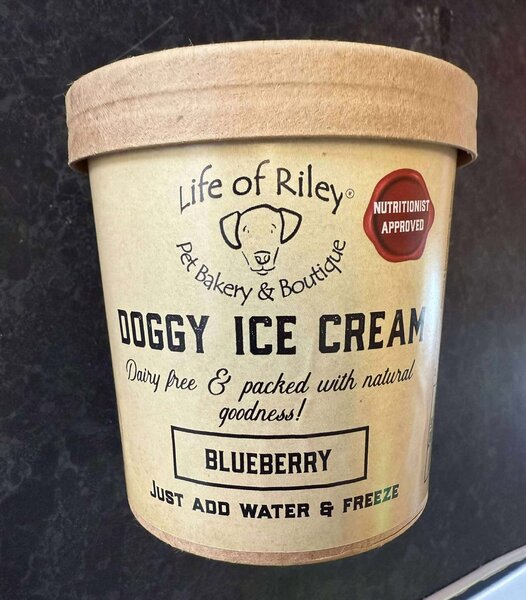 Life of Riley®
Pet Bakery & Boutique
NUTRITIONIST
APPROVED
DOGGY ICE CREAM
Dairy free & packed with natural
goodness!
BLUEBERRY
JUST ADD WATER & FREEZE